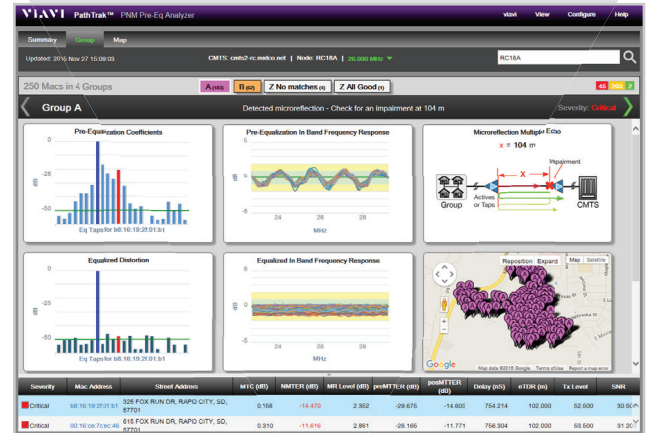 VIAVI PathTrak™ PNM Pre-Eq Analyzer
viavi View Configure Help
Summary Group Map
Updated: 2016 Nov 27 15:09:03 CMTS: cmts2-rc.midco.net | Node: RC18A | 26.000 MHz RC18A
250 Macs in 4 Groups A (163) B (82) Z No matches (4) Z All Good (1) 45 203 2
Group A Detected microreflection - Check for an impairment at 104 m Severity: Critical
Pre-Equalization Coefficients
0
dB
-25
-50
Eq Taps for b8:16:19:2f:01:b1
Pre-Equalization In Band Frequency Response
5
dB
-5
24 26 28
MHz
Microreflection Multiple Echo
x = 104 m
Impairment
X
Group
Actives or Taps
CMTS
Equalized Distortion
0
dB
-25
-50
Eq Taps for b8:16:19:2f:01:b1
Equalized In Band Frequency Response
5
dB
-5
24 26 28
MHz
Reposition Expand Map Satellite
Google Map data ©2016 Google Terms of Use Report a map error
Severity Mac Address Street Address MTC (dB) NMTER (dB) MR Level (dB) preMTTER (dB) posMTTER (dB) Delay (nS) eTDR (m) Tx Level SNR
Critical b8:16:19:2f:01:b1 325 FOX RUN DR, RAPID CITY, SD, 57701 0.158 -14.470 2.352 -29.675 -14.603 754.214 102.000 52.500
Critical 00:16:ce:7c:ec:46 615 FOX RUN DR, RAPID CITY, SD, 57701 0.310 -11.616 2.861 -26.165 -11.771 756.304 102.000 53.500